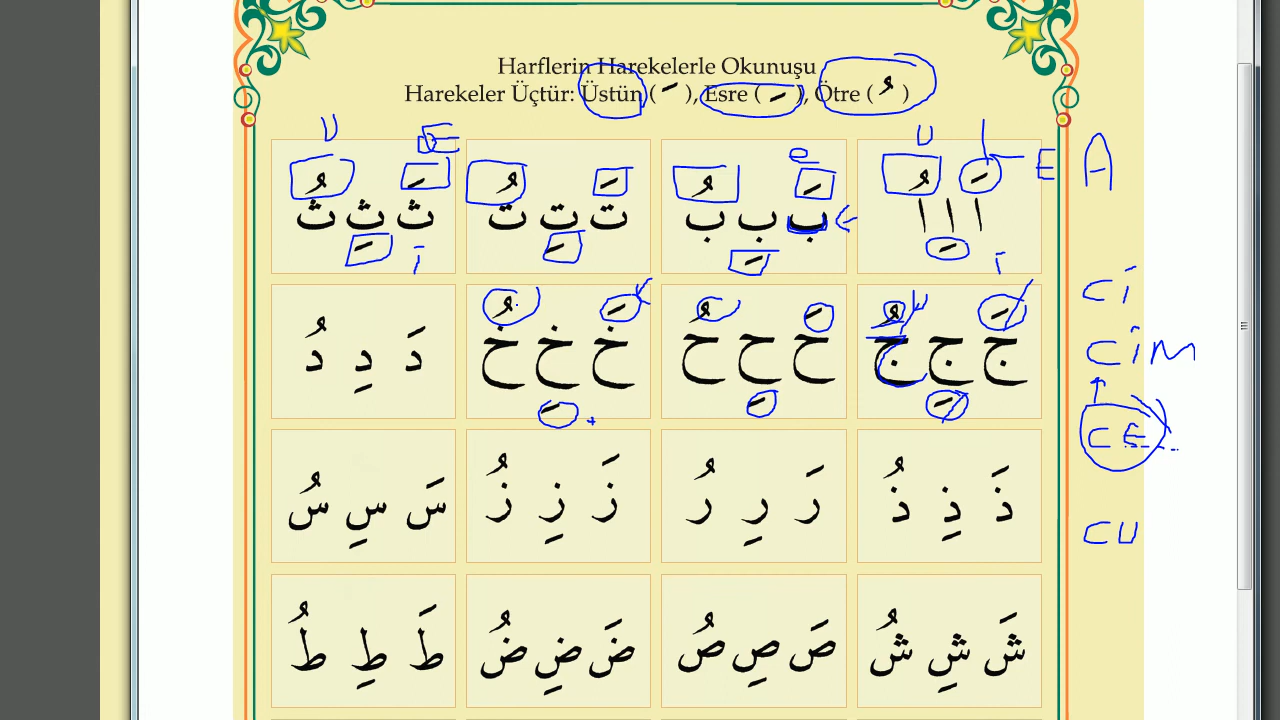 Harflerin Harekelerle Okunuşu
Harekeler Üçtür: Üstün ( َ ), Esre ( ِ ), Ötre ( ُ )
U E U e U E A
اَ اِ اُ بَ بِ بُ تَ تِ تُ ثَ ثِ ثُ
İ İ
Cİ
جَ جِ جُ حَ حِ حُ خَ خِ خُ دَ دِ دُ
CİM
CE
ذَ ذِ ذُ رَ رِ رُ زَ زِ زُ سَ سِ سُ
CU
شَ شِ شُ صَ صِ صُ ضَ ضِ ضُ طَ طِ طُ